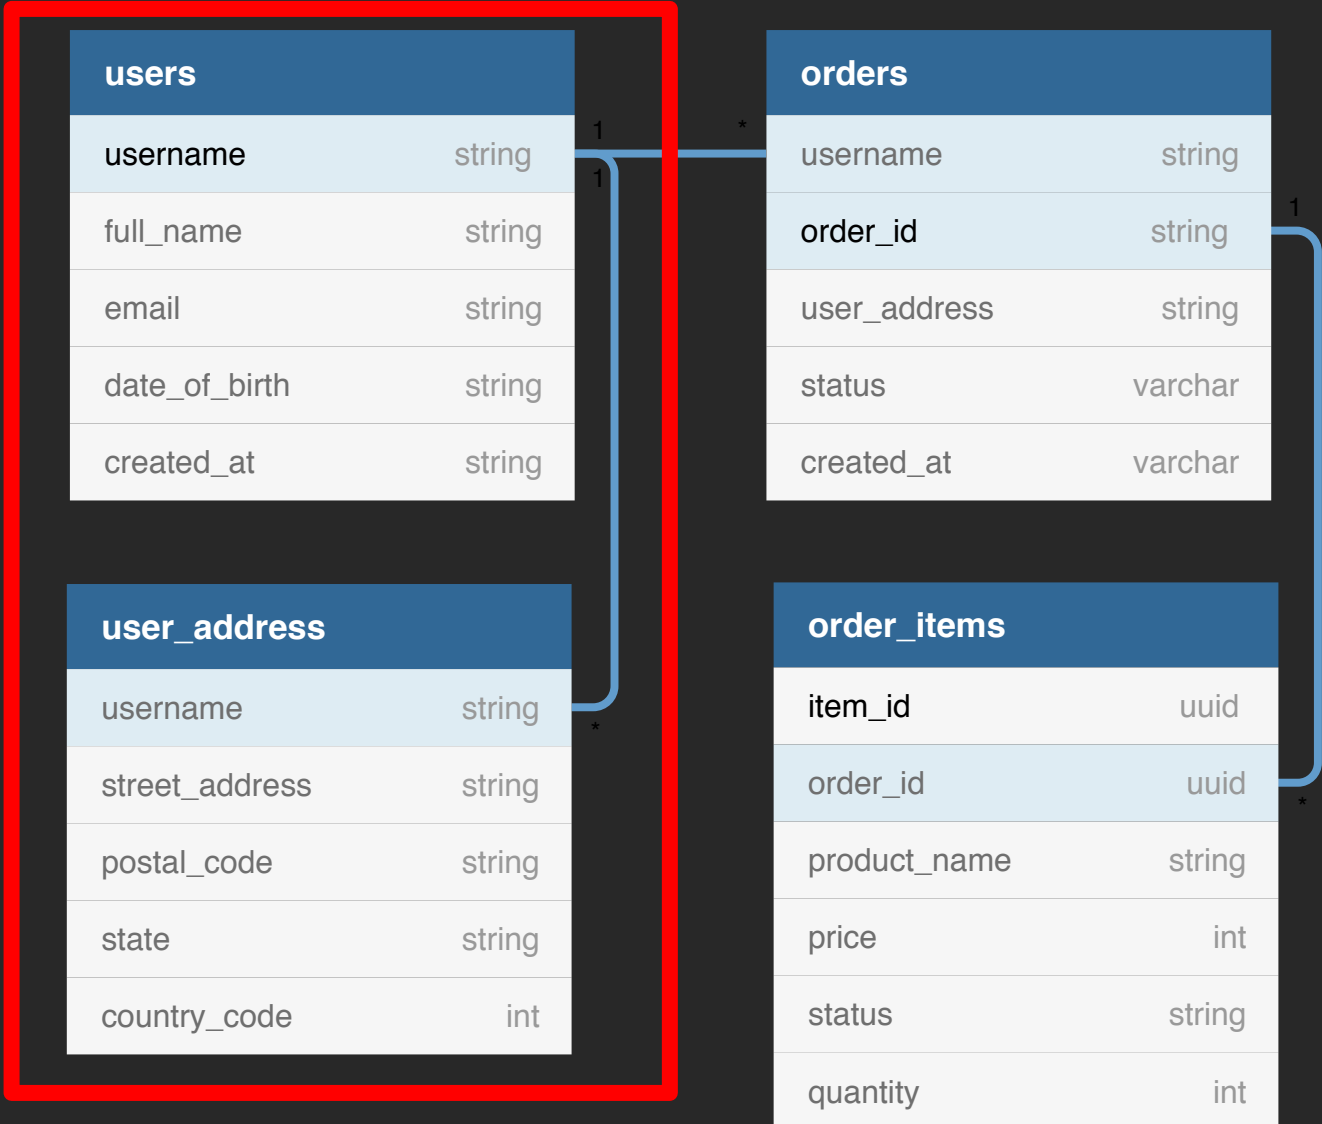 users
username string
full_name string
email string
date_of_birth string
created_at string
1
1
*
orders
username string
order_id string
user_address string
status varchar
created_at varchar
1
user_address
username string
street_address string
postal_code string
state string
country_code int
*
order_items
item_id uuid
order_id uuid
product_name string
price int
status string
quantity int
*